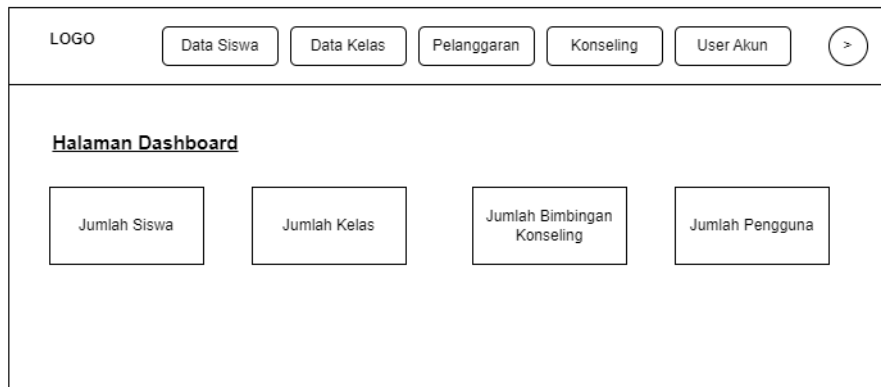 LOGO
Data Siswa
Data Kelas
Pelanggaran
Konseling
User Akun
>
Halaman Dashboard
Jumlah Siswa
Jumlah Kelas
Jumlah Bimbingan
Konseling
Jumlah Pengguna